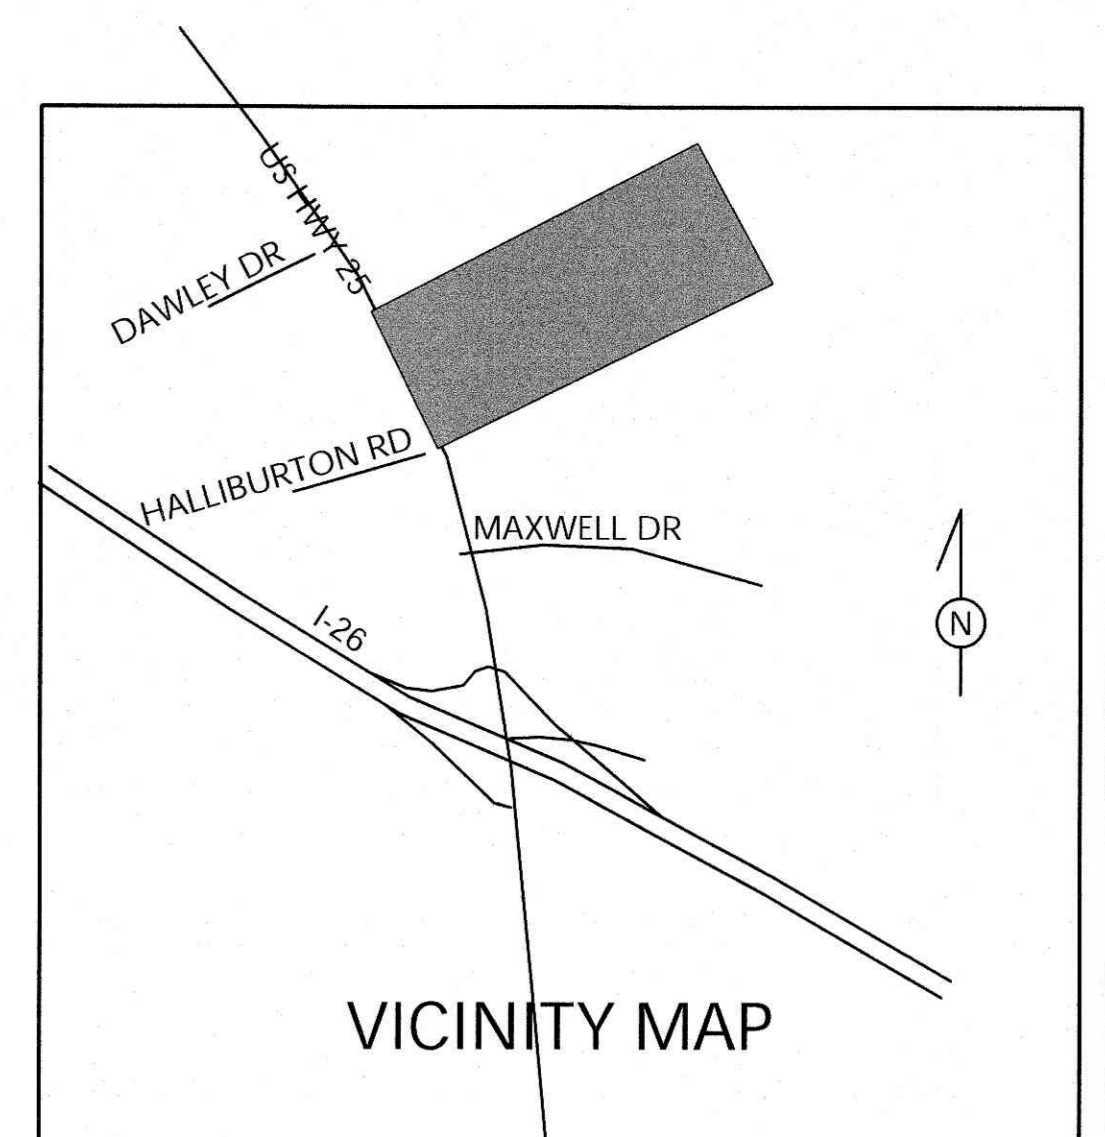 US HWY 25
DAWLEY DR
HALLIBURTON RD
MAXWELL DR
I-26
N
VICINITY MAP